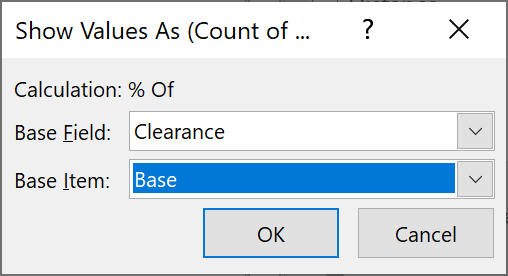 Show Values As (Count of ... ?
Calculation: % Of
Base Field: Clearance
Base Item: Base
OK Cancel